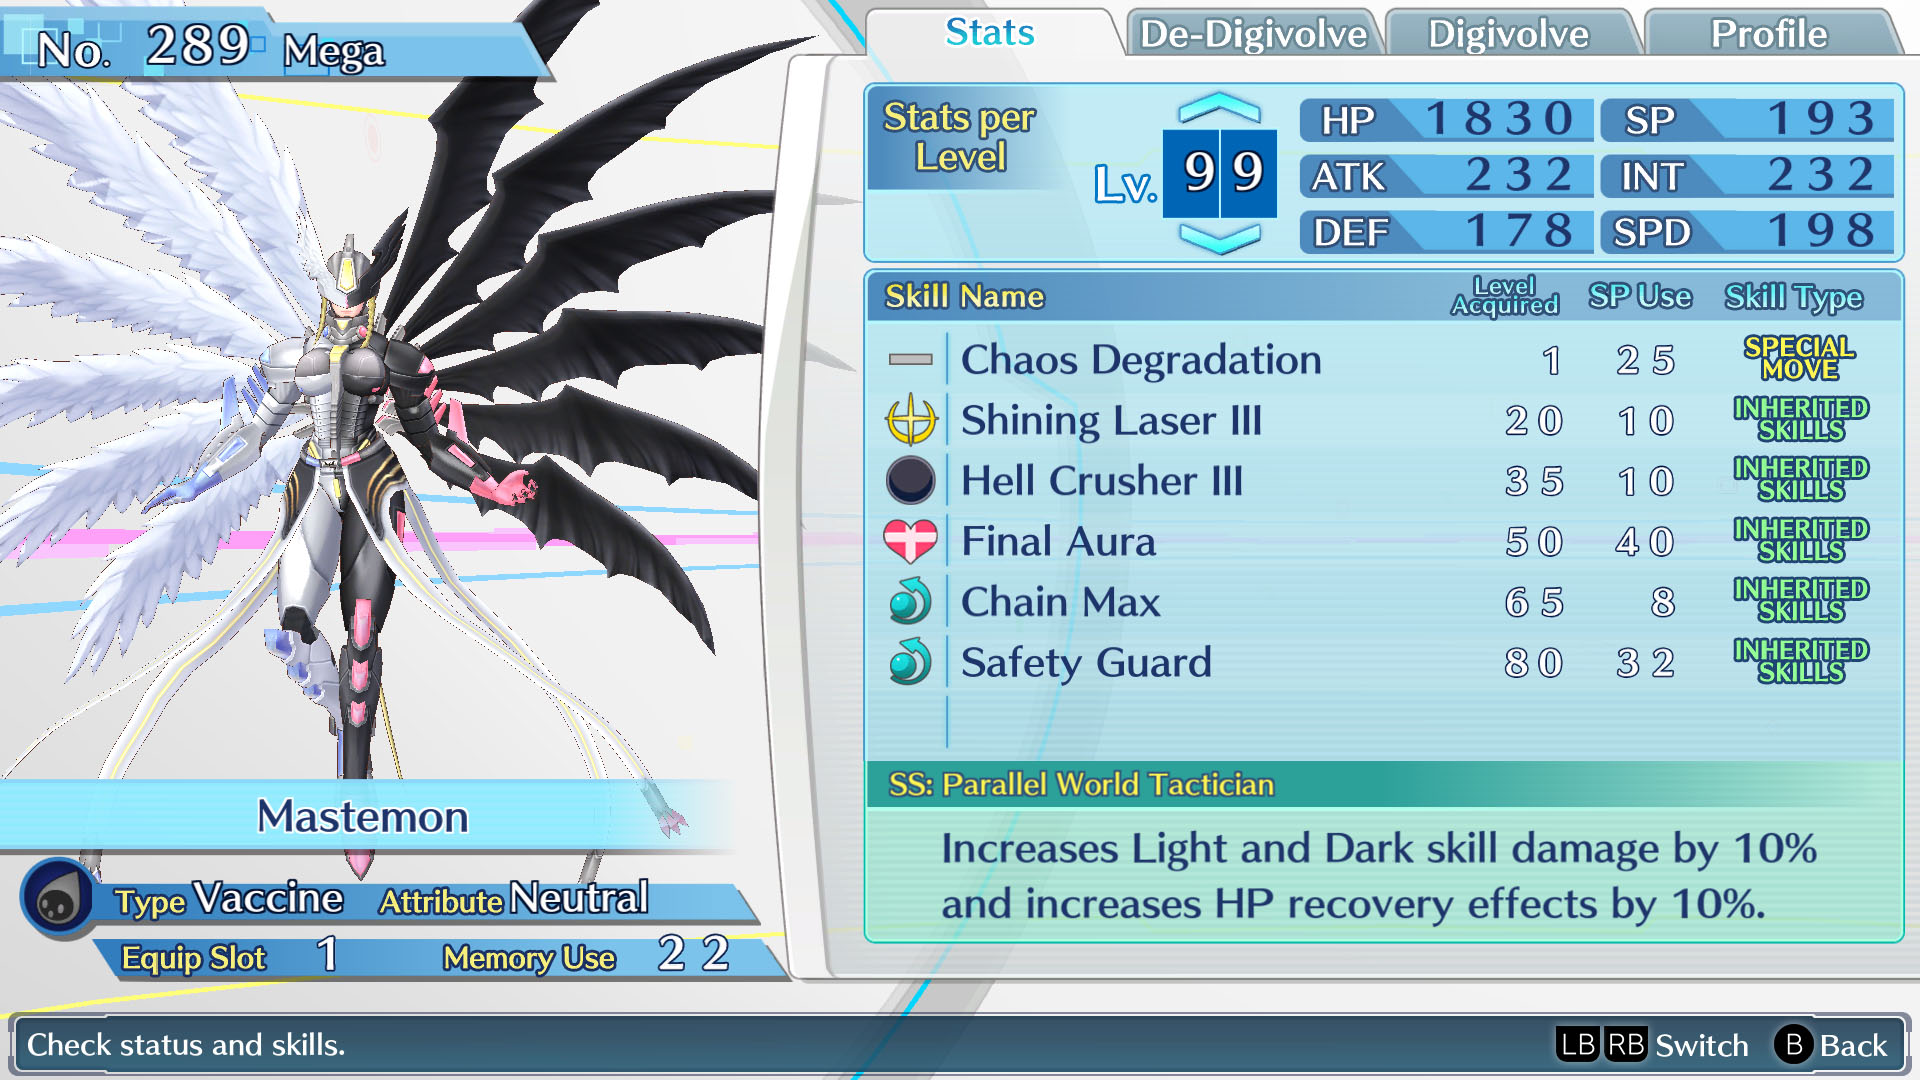 No. 289 Mega
Stats
De-Digivolve
Digivolve
Profile
Stats per
Level
Lv. 99
HP 1830
SP 193
ATK 232
INT 232
DEF 178
SPD 198
Skill Name
Level
Acquired
SP Use
Skill Type
Chaos Degradation 1 25 SPECIAL
MOVE
Shining Laser III 20 10 INHERITED
SKILLS
Hell Crusher III 35 10 INHERITED
SKILLS
Final Aura 50 40 INHERITED
SKILLS
Chain Max 65 8 INHERITED
SKILLS
Safety Guard 80 32 INHERITED
SKILLS
SS: Parallel World Tactician
Increases Light and Dark skill damage by 10%
and increases HP recovery effects by 10%.
Mastemon
Type Vaccine Attribute Neutral
Equip Slot 1 Memory Use 22
Check status and skills.
LB RB Switch B Back